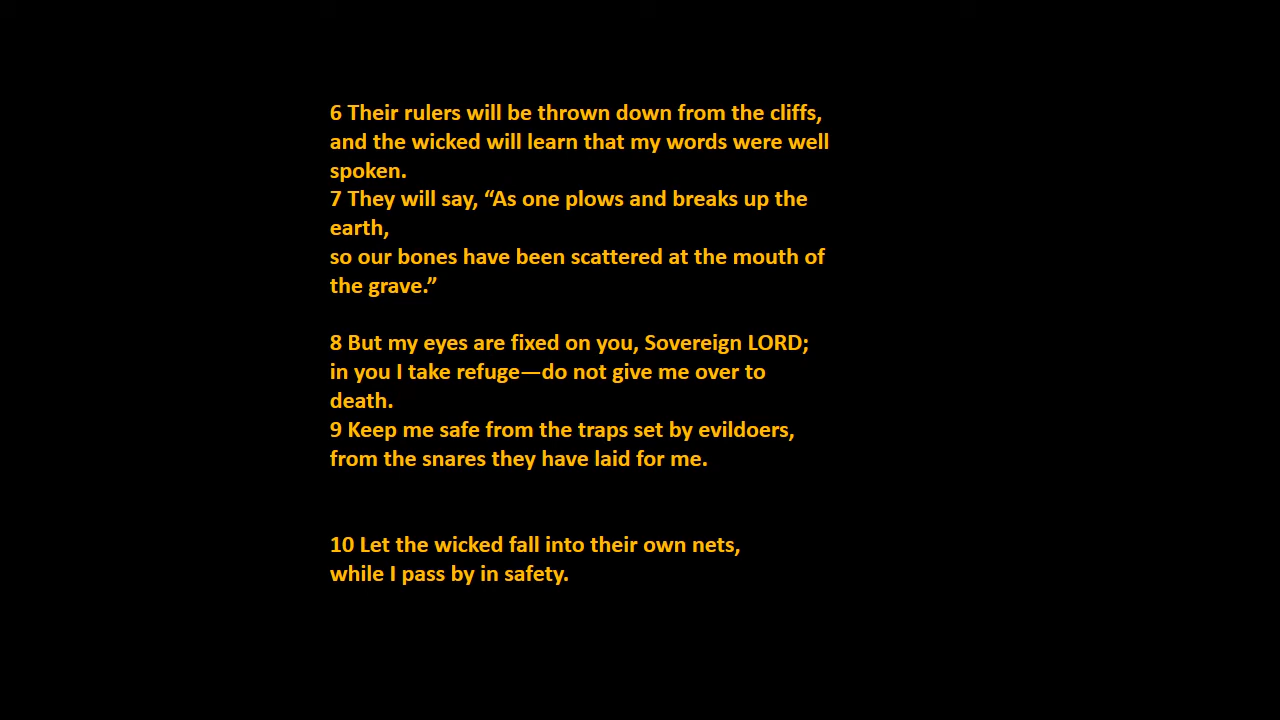 6 Their rulers will be thrown down from the cliffs,
and the wicked will learn that my words were well
spoken.
7 They will say, “As one plows and breaks up the
earth,
so our bones have been scattered at the mouth of
the grave.”
8 But my eyes are fixed on you, Sovereign LORD;
in you I take refuge—do not give me over to
death.
9 Keep me safe from the traps set by evildoers,
from the snares they have laid for me.
10 Let the wicked fall into their own nets,
while I pass by in safety.